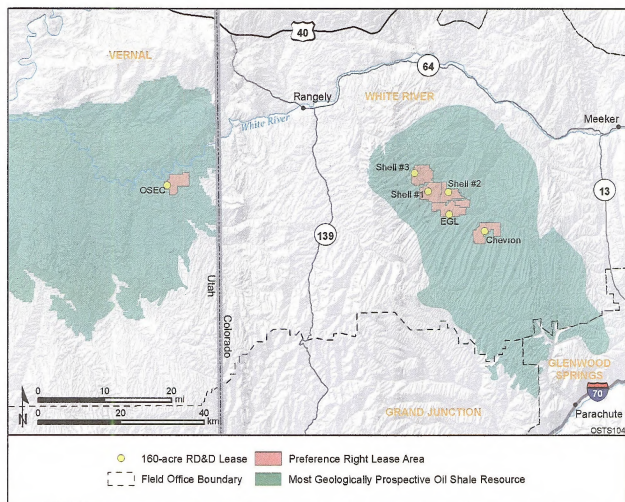 40
VERNAL
64
Rangely
WHITE RIVER
White River
Meeker
Shell #3
13
OSEC
Shell #1
Shell #2
EGL
139
Chevron
Utah
Colorado
GLENWOOD
SPRINGS
0 10 20
mi
N
0 20 40
km
GRAND JUNCTION
70
Parachute
OSTS104
160-acre RD&D Lease
Preference Right Lease Area
Field Office Boundary
Most Geologically Prospective Oil Shale Resource